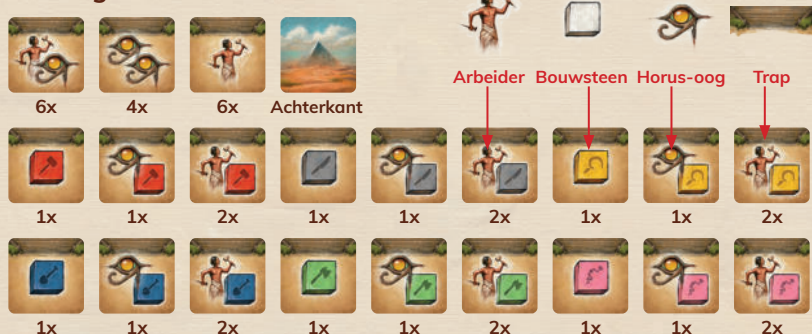 6x 4x 6x Achterkant
Arbeider Bouwsteen Horus-oog Trap
1x 1x 2x 1x 1x 2x 1x 1x 2x
1x 1x 2x 1x 1x 2x 1x 1x 2x